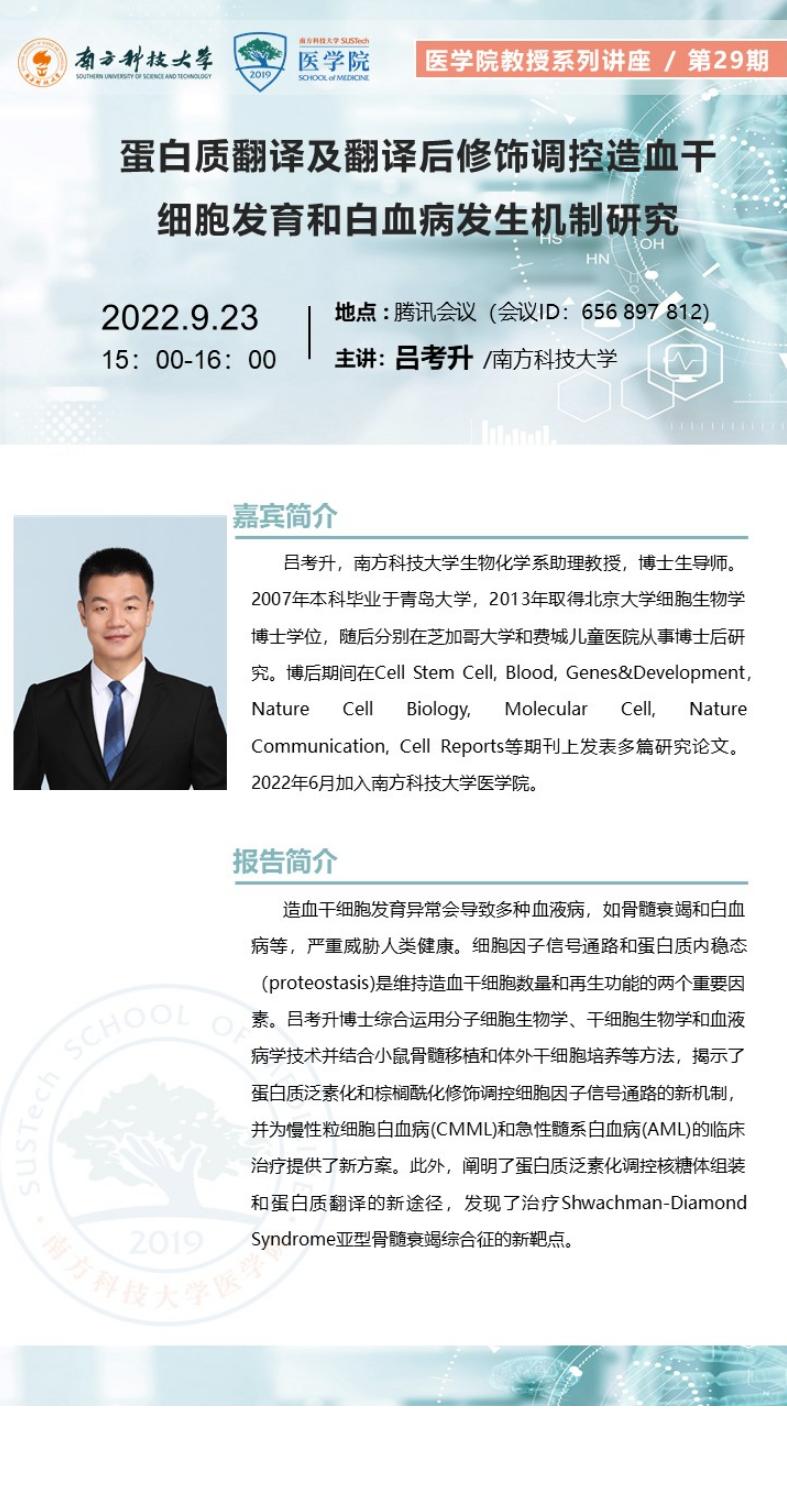 南方科技大学
SOUTHERN UNIVERSITY OF SCIENCE AND TECHNOLOGY
2019
南方科技大学 SUSTech
医学院
SCHOOL of MEDICINE
医学院教授系列讲座 / 第29期
蛋白质翻译及翻译后修饰调控造血干
细胞发育和白血病发生机制研究
HS
HN
OH
2022.9.23
15：00-16：00
地点：腾讯会议（会议ID：656 897 812)
主讲：吕考升 /南方科技大学
嘉宾简介
吕考升，南方科技大学生物化学系助理教授，博士生导师。
2007年本科毕业于青岛大学，2013年取得北京大学细胞生物学
博士学位，随后分别在芝加哥大学和费城儿童医院从事博士后研
究。博后期间在Cell Stem Cell, Blood, Genes&Development,
Nature Cell Biology, Molecular Cell, Nature
Communication, Cell Reports等期刊上发表多篇研究论文。
2022年6月加入南方科技大学医学院。
报告简介
造血干细胞发育异常会导致多种血液病，如骨髓衰竭和白血
病等，严重威胁人类健康。细胞因子信号通路和蛋白质内稳态
（proteostasis)是维持造血干细胞数量和再生功能的两个重要因
素。吕考升博士综合运用分子细胞生物学、干细胞生物学和血液
病学技术并结合小鼠骨髓移植和体外干细胞培养等方法，揭示了
蛋白质泛素化和棕榈酰化修饰调控细胞因子信号通路的新机制，
并为慢性粒细胞白血病(CMML)和急性髓系白血病(AML)的临床
治疗提供了新方案。此外，阐明了蛋白质泛素化调控核糖体组装
和蛋白质翻译的新途径，发现了治疗Shwachman-Diamond
Syndrome亚型骨髓衰竭综合征的新靶点。
SUSTech SCHOOL OF MEDICINE
2019
南方科技大学医学院